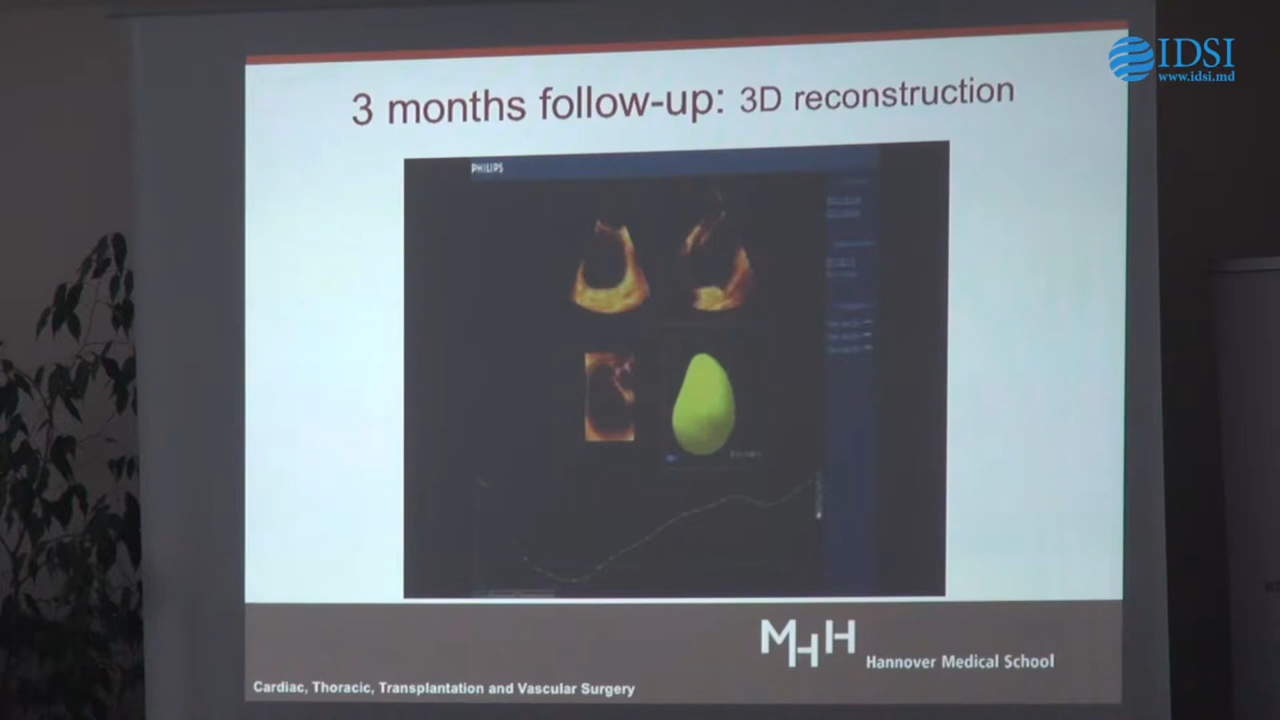 IDSI
www.idsi.md
3 months follow-up: 3D reconstruction
PHILIPS
MHH
Hannover Medical School
Cardiac, Thoracic, Transplantation and Vascular Surgery